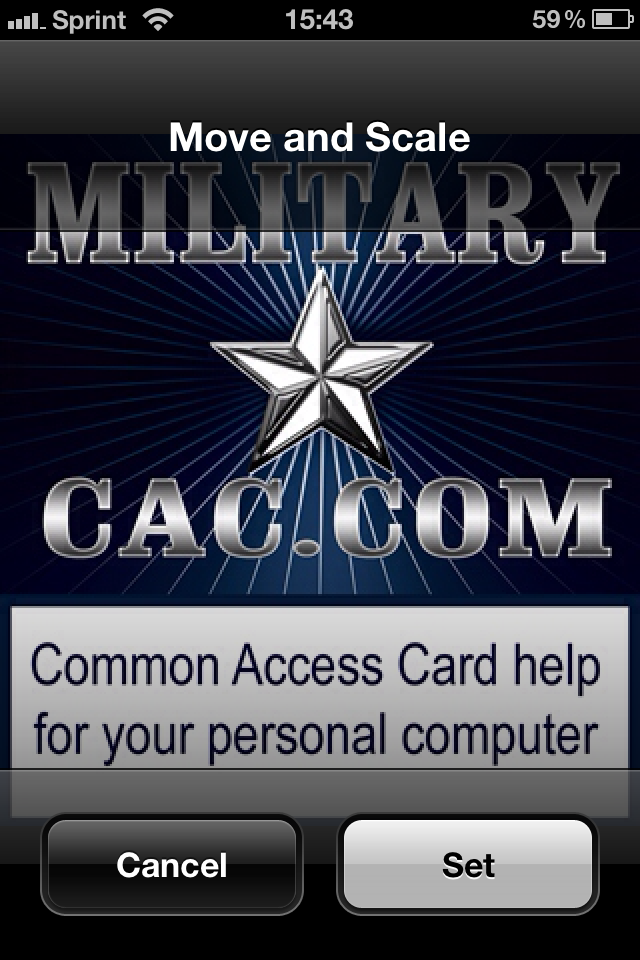 Sprint 15:43 59%
Move and Scale
MILITARY
CAC.COM
Common Access Card help
for your personal computer
Cancel Set